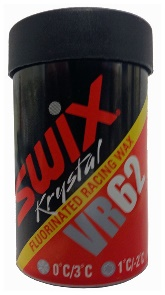 SWIX
Krystal
FLUORINATED RACING WAX
VR62
0°C/3°C
1°C/-2°C